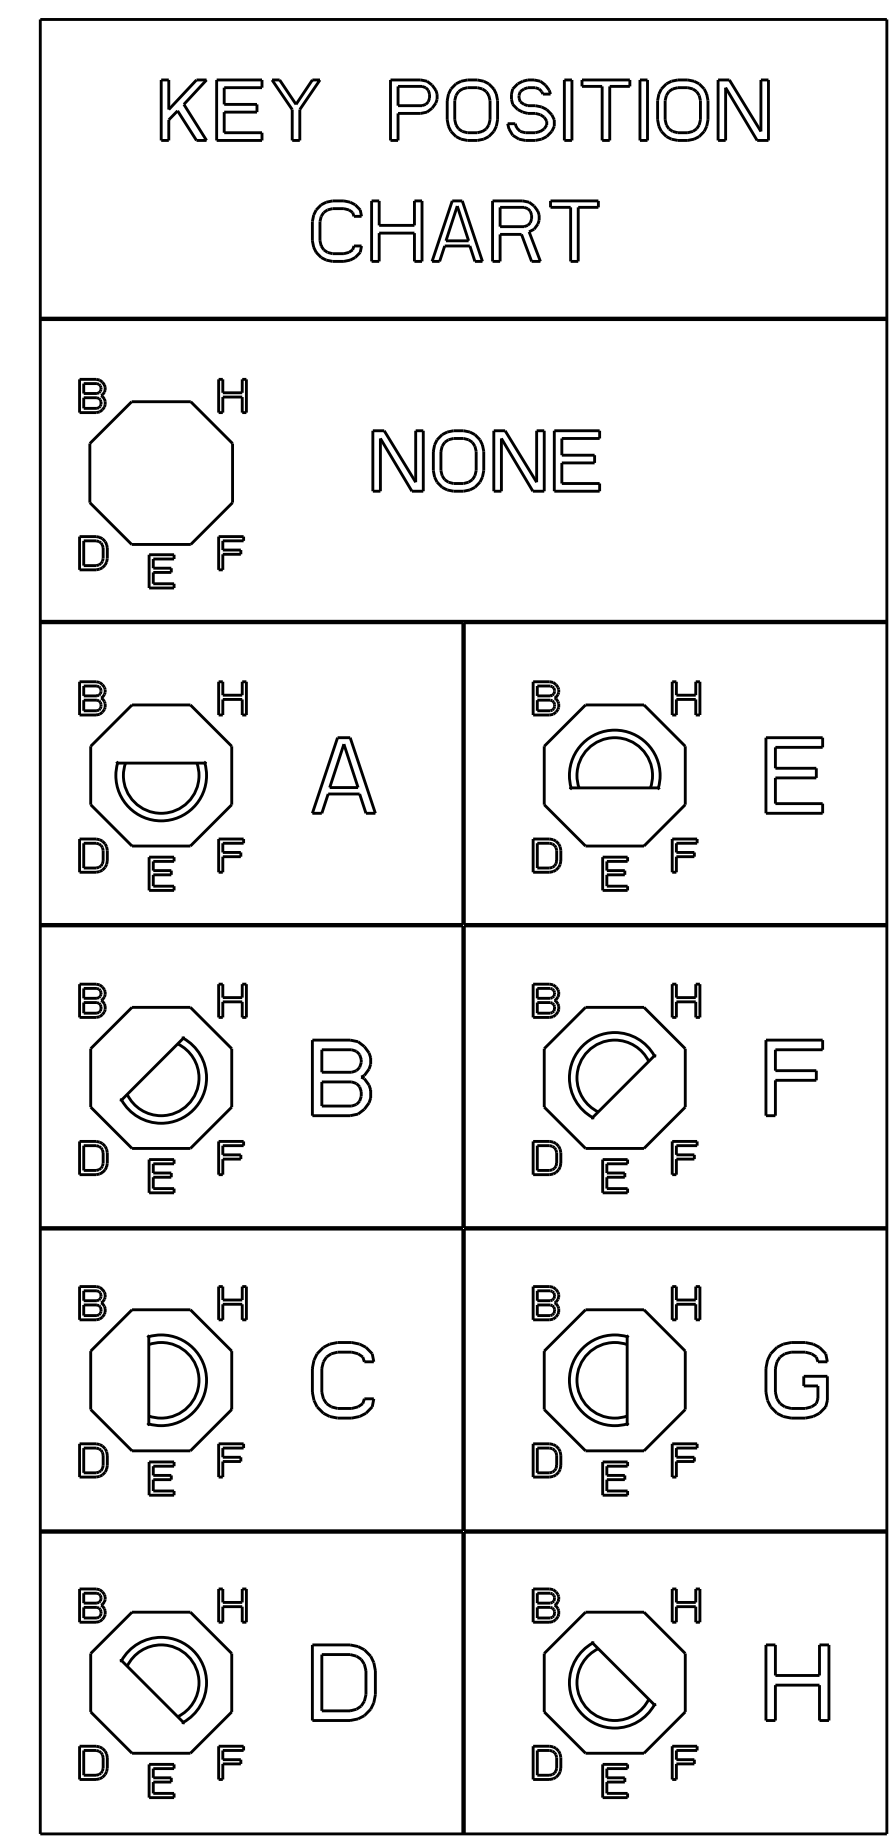 KEY POSITION
CHART
B H
NONE
D E F
B H B H
A E
D E F D E F
B H B H
B F
D E F D E F
B H B H
C G
D E F D E F
B H B H
D H
D E F D E F